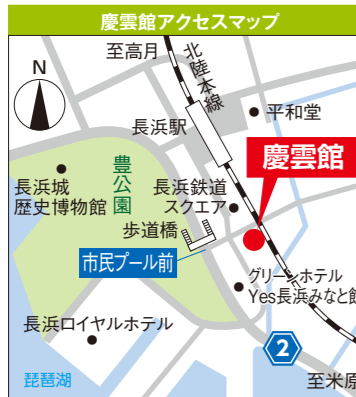 慶雲館アクセスマップ
至高月
北陸本線
N
平和堂
長浜駅
慶雲館
長浜城
歴史博物館
豊公園
長浜鉄道
スクエア
歩道橋
市民プール前
グリーンホテル
Yes長浜みなと館
長浜ロイヤルホテル
2
琵琶湖
至米原